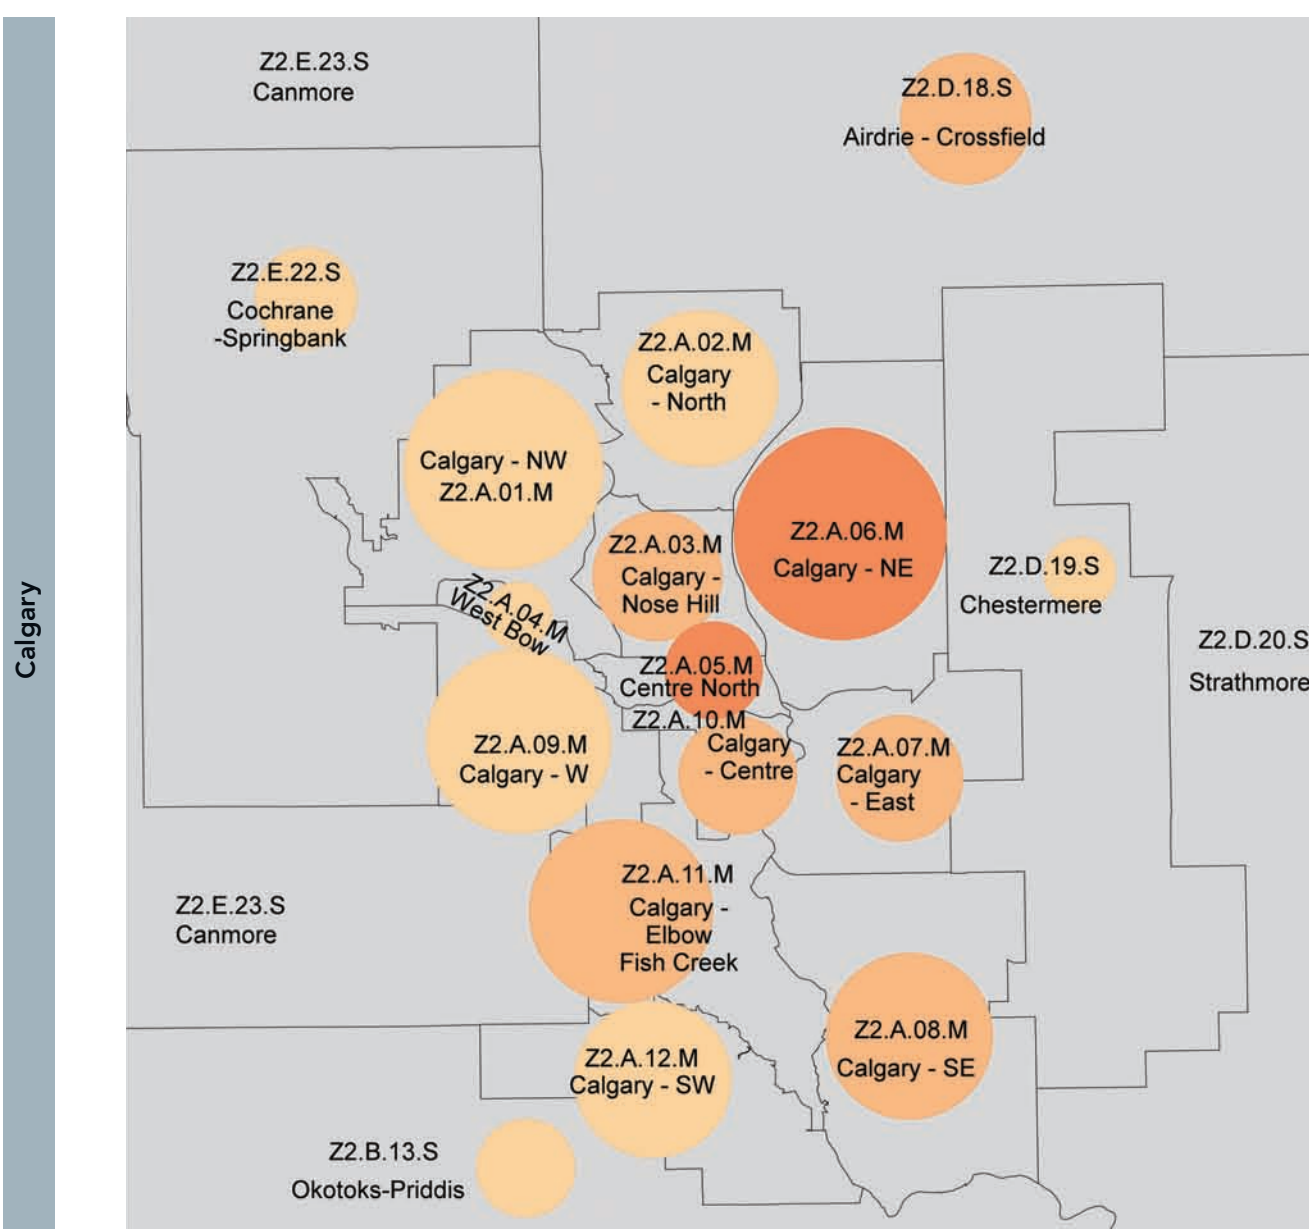 Calgary
Z2.E.23.S
Canmore
Z2.D.18.S
Airdrie - Crossfield
Z2.E.22.S
Cochrane
-Springbank
Z2.A.02.M
Calgary
- North
Calgary - NW
Z2.A.01.M
Z2.A.03.M
Calgary -
Nose Hill
Z2.A.06.M
Calgary - NE
Z2.D.19.S
Chestermere
Z2.A.04.M
West Bow
Z2.A.05.M
Centre North
Z2.D.20.S
Strathmore
Z2.A.10.M
Calgary
- Centre
Z2.A.09.M
Calgary - W
Z2.A.07.M
Calgary
- East
Z2.A.11.M
Calgary -
Elbow
Fish Creek
Z2.E.23.S
Canmore
Z2.A.08.M
Calgary - SE
Z2.A.12.M
Calgary - SW
Z2.B.13.S
Okotoks-Priddis